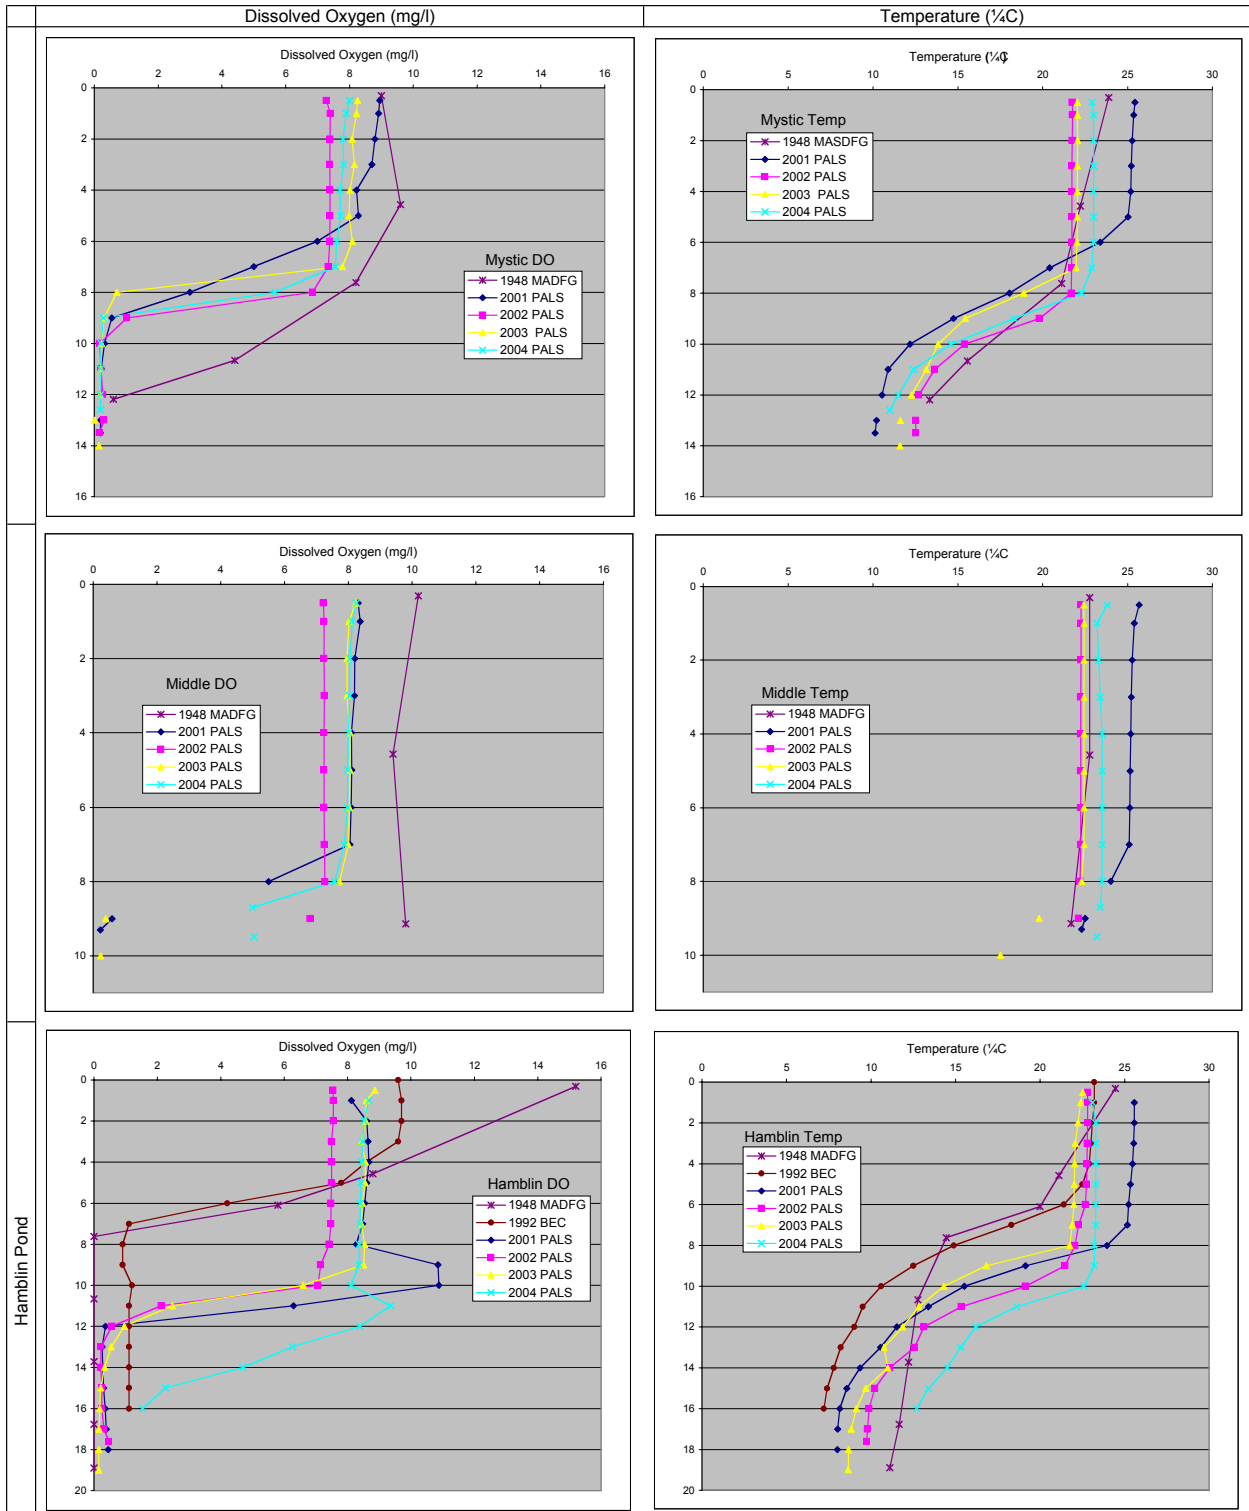 Dissolved Oxygen (mg/l)
Temperature (¼C)
Dissolved Oxygen (mg/l)
0 2 4 6 8 10 12 14 16
0
2
4
6
8
10
12
14
16
Mystic DO
1948 MADFG
2001 PALS
2002 PALS
2003 PALS
2004 PALS
Temperature (¼C
0 5 10 15 20 25 30
0
2
4
6
8
10
12
14
16
Mystic Temp
1948 MASDFG
2001 PALS
2002 PALS
2003 PALS
2004 PALS
Dissolved Oxygen (mg/l)
0 2 4 6 8 10 12 14 16
0
2
4
6
8
10
Middle DO
1948 MADFG
2001 PALS
2002 PALS
2003 PALS
2004 PALS
Temperature (¼C
0 5 10 15 20 25 30
0
2
4
6
8
10
Middle Temp
1948 MADFG
2001 PALS
2002 PALS
2003 PALS
2004 PALS
Hamblin Pond
Dissolved Oxygen (mg/l)
0 2 4 6 8 10 12 14 16
0
2
4
6
8
10
12
14
16
18
20
Hamblin DO
1948 MADFG
1992 BEC
2001 PALS
2002 PALS
2003 PALS
2004 PALS
Temperature (¼C
0 5 10 15 20 25 30
0
2
4
6
8
10
12
14
16
18
20
Hamblin Temp
1948 MADFG
1992 BEC
2001 PALS
2002 PALS
2003 PALS
2004 PALS